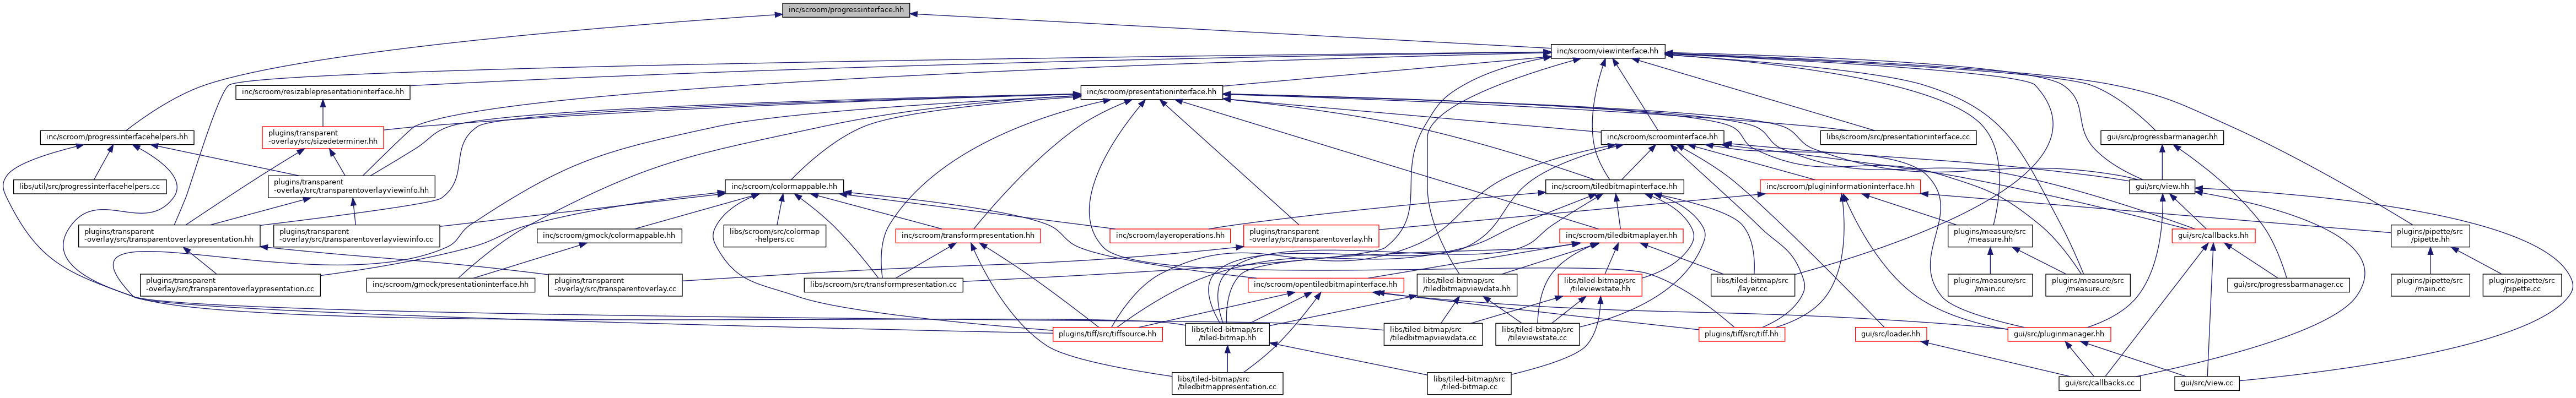 inc/scroom/progressinterface.hh
inc/scroom/viewinterface.hh
inc/scroom/resizablepresentationinterface.hh
inc/scroom/presentationinterface.hh
inc/scroom/progressinterfacehelpers.hh
plugins/transparent
-overlay/src/sizedeterminer.hh
inc/scroom/scroominterface.hh
libs/scroom/src/presentationinterface.cc
gui/src/progressbarmanager.hh
libs/util/src/progressinterfacehelpers.cc
plugins/transparent
-overlay/src/transparentoverlayviewinfo.hh
inc/scroom/colormappable.hh
inc/scroom/tiledbitmapinterface.hh
inc/scroom/plugininformationinterface.hh
gui/src/view.hh
plugins/transparent
-overlay/src/transparentoverlaypresentation.hh
plugins/transparent
-overlay/src/transparentoverlayviewinfo.cc
inc/scroom/gmock/colormappable.hh
libs/scroom/src/colormap
-helpers.cc
inc/scroom/transformpresentation.hh
inc/scroom/layeroperations.hh
plugins/transparent
-overlay/src/transparentoverlay.hh
inc/scroom/tiledbitmaplayer.hh
plugins/measure/src
/measure.hh
gui/src/callbacks.hh
plugins/pipette/src
/pipette.hh
plugins/transparent
-overlay/src/transparentoverlaypresentation.cc
inc/scroom/gmock/presentationinterface.hh
plugins/transparent
-overlay/src/transparentoverlay.cc
libs/scroom/src/transformpresentation.cc
inc/scroom/opentiledbitmapinterface.hh
libs/tiled-bitmap/src
/tiledbitmapviewdata.hh
libs/tiled-bitmap/src
/tileviewstate.hh
libs/tiled-bitmap/src
/layer.cc
plugins/measure/src
/main.cc
plugins/measure/src
/measure.cc
gui/src/progressbarmanager.cc
plugins/pipette/src
/main.cc
plugins/pipette/src
/pipette.cc
plugins/tiff/src/tiffsource.hh
libs/tiled-bitmap/src
/tiled-bitmap.hh
libs/tiled-bitmap/src
/tiledbitmapviewdata.cc
libs/tiled-bitmap/src
/tileviewstate.cc
plugins/tiff/src/tiff.hh
gui/src/loader.hh
gui/src/pluginmanager.hh
libs/tiled-bitmap/src
/tiledbitmappresentation.cc
libs/tiled-bitmap/src
/tiled-bitmap.cc
gui/src/callbacks.cc
gui/src/view.cc